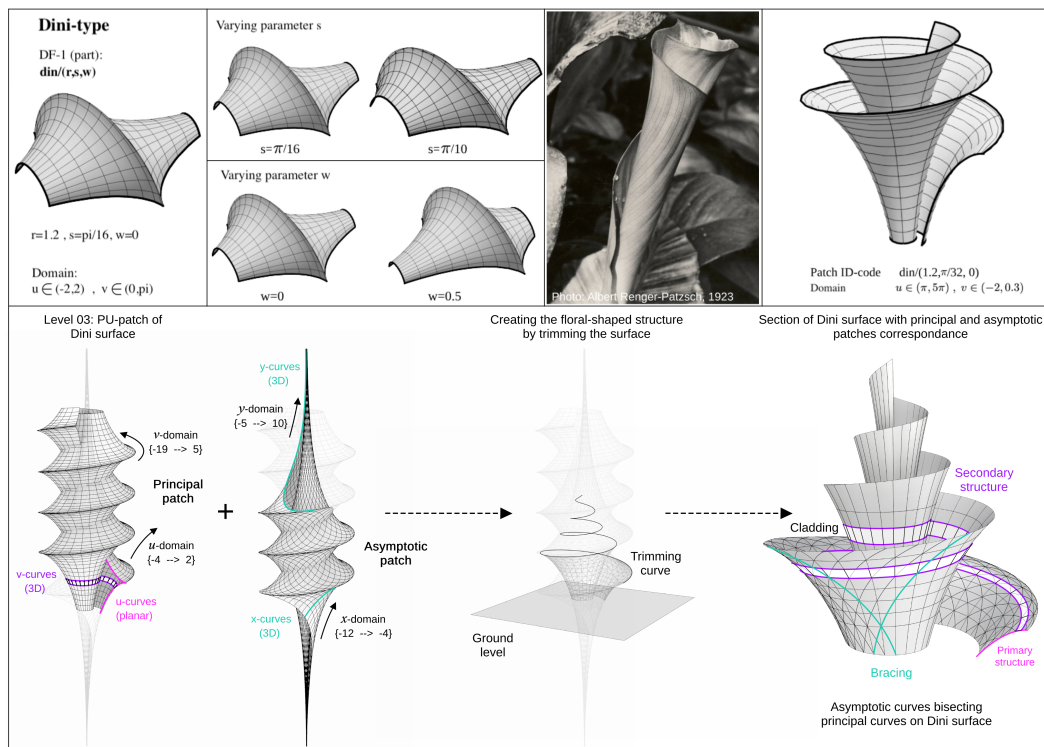 Dini-type
DF-1 (part):
din/(r,s,w)
r=1.2 , s=pi/16, w=0
Domain:
u ∈ (-2,2) , v ∈ (0,pi)
Varying parameter s
s=π/16
s=π/10
Varying parameter w
w=0
w=0.5
Photo: Albert Renger-Patzsch, 1923
Patch ID-code din/(1.2,π/32, 0)
Domain u ∈ (π, 5π) , v ∈ (−2, 0.3)
Level 03: PU-patch of
Dini surface
v-domain
{-19 --> 5}
Principal
patch
u-domain
{-4 --> 2}
v-curves
(3D)
u-curves
(planar)
+
y-curves
(3D)
y-domain
{-5 --> 10}
Asymptotic
patch
x-curves
(3D)
x-domain
{-12 --> -4}
Creating the floral-shaped structure
by trimming the surface
Trimming
curve
Ground
level
Section of Dini surface with principal and asymptotic
patches correspondance
Secondary
structure
Cladding
Primary
structure
Bracing
Asymptotic curves bisecting
principal curves on Dini surface